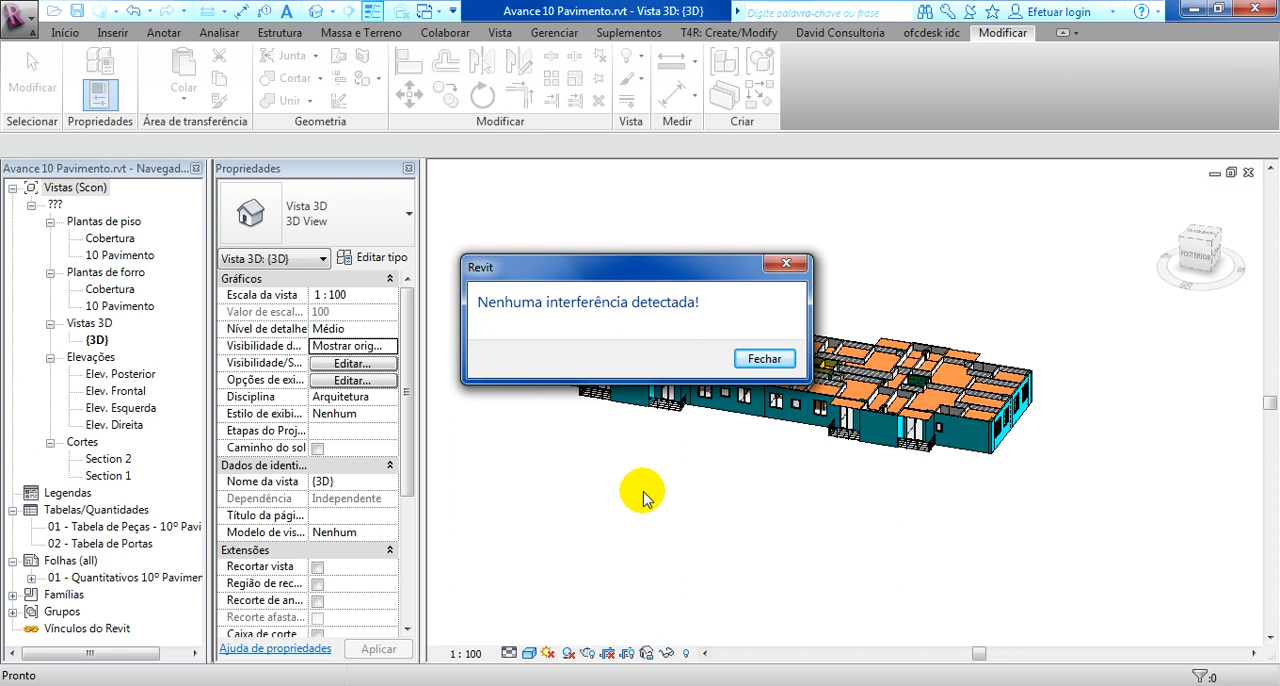 Avance 10 Pavimento.rvt - Vista 3D: {3D}
Digite palavra-chave ou frase
Efetuar login
Início Inserir Anotar Analisar Estrutura Massa e Terreno Colaborar Vista Gerenciar Suplementos T4R: Create/Modify David Consultoria ofcdesk idc Modificar
Modificar
Colar
Junta
Cortar
Unir
Selecionar Propriedades Área de transferência Geometria Modificar Vista Medir Criar
Avance 10 Pavimento.rvt - Navegad...
Vistas (Scon)
???
Plantas de piso
Cobertura
10 Pavimento
Plantas de forro
Cobertura
10 Pavimento
Vistas 3D
{3D}
Elevações
Elev. Posterior
Elev. Frontal
Elev. Esquerda
Elev. Direita
Cortes
Section 2
Section 1
Legendas
Tabelas/Quantidades
01 - Tabela de Peças - 10º Pavi
02 - Tabela de Portas
Folhas (all)
01 - Quantitativos 10º Pavimen
Famílias
Grupos
Vínculos do Revit
Propriedades
Vista 3D
3D View
Vista 3D: {3D}
Editar tipo
Gráficos
Escala da vista 1 : 100
Valor de escal... 100
Nível de detalhe Médio
Visibilidade d... Mostrar orig...
Visibilidade/S... Editar...
Opções de exi... Editar...
Disciplina Arquitetura
Estilo de exibi... Nenhum
Etapas do Proj...
Caminho do sol
Dados de identi...
Nome da vista {3D}
Dependência Independente
Título da pági...
Modelo de vis... Nenhum
Extensões
Recortar vista
Região de rec...
Recorte de an...
Recorte afasta...
Caixa de corte
Ajuda de propriedades
Aplicar
Revit
Nenhuma interferência detectada!
Fechar
POSTERIOR
1 : 100
Pronto
:0